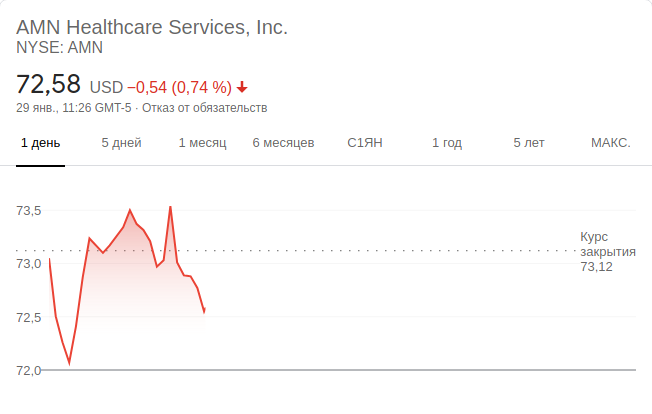 AMN Healthcare Services, Inc.
NYSE: AMN
72,58 USD −0,54 (0,74 %)
29 янв., 11:26 GMT-5 · Отказ от обязательств
1 день 5 дней 1 месяц 6 месяцев С1ЯН 1 год 5 лет МАКС.
73,5
Курс
закрытия
73,12
73,0
72,5
72,0